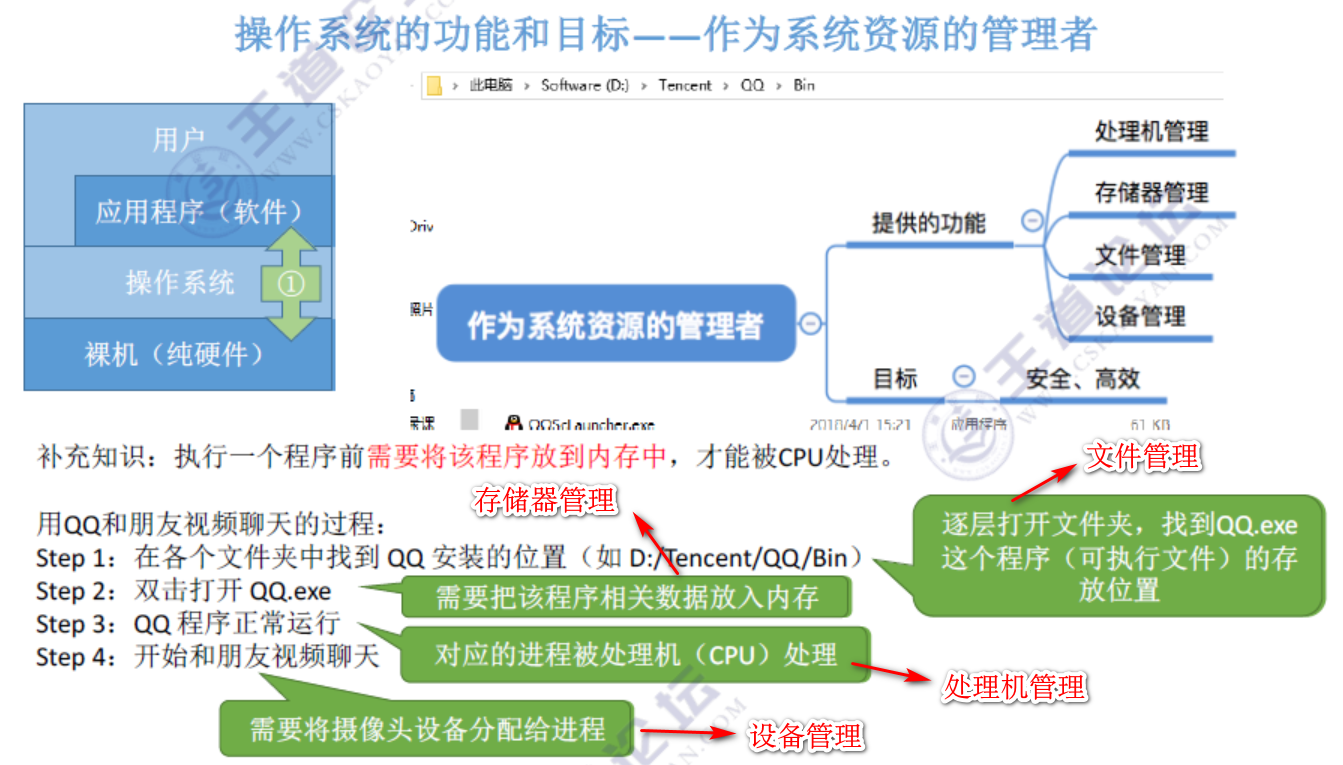 操作系统的功能和目标——作为系统资源的管理者
此电脑 › Software (D:) › Tencent › QQ › Bin
用户
应用程序（软件）
操作系统
①
裸机（纯硬件）
作为系统资源的管理者
提供的功能
处理机管理
存储器管理
文件管理
设备管理
目标
安全、高效
照片
QQScLauncher.exe
2018/4/1 15:21
应用程序
61 KB
补充知识：执行一个程序前需要将该程序放到内存中，才能被CPU处理。
文件管理
存储器管理
用QQ和朋友视频聊天的过程：
Step 1：在各个文件夹中找到 QQ 安装的位置（如 D:/Tencent/QQ/Bin）
Step 2：双击打开 QQ.exe
Step 3：QQ 程序正常运行
Step 4：开始和朋友视频聊天
逐层打开文件夹，找到QQ.exe
这个程序（可执行文件）的存
放位置
需要把该程序相关数据放入内存
对应的进程被处理机（CPU）处理
处理机管理
需要将摄像头设备分配给进程
设备管理
王道论坛
WWW.CSKAOYAN.COM